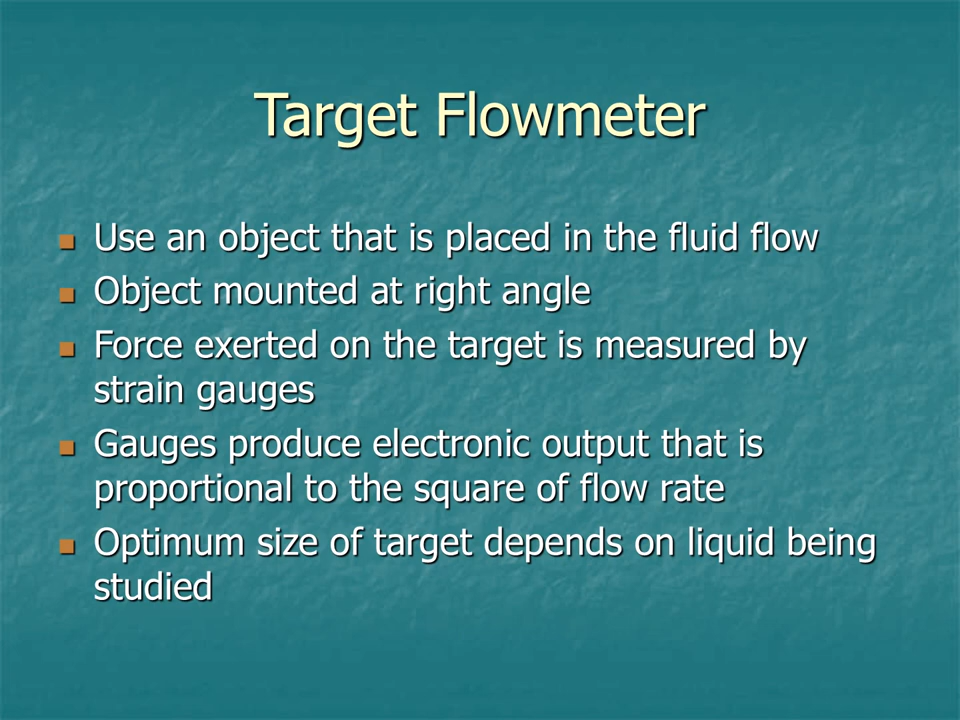 Target Flowmeter
Use an object that is placed in the fluid flow
Object mounted at right angle
Force exerted on the target is measured by
strain gauges
Gauges produce electronic output that is
proportional to the square of flow rate
Optimum size of target depends on liquid being
studied